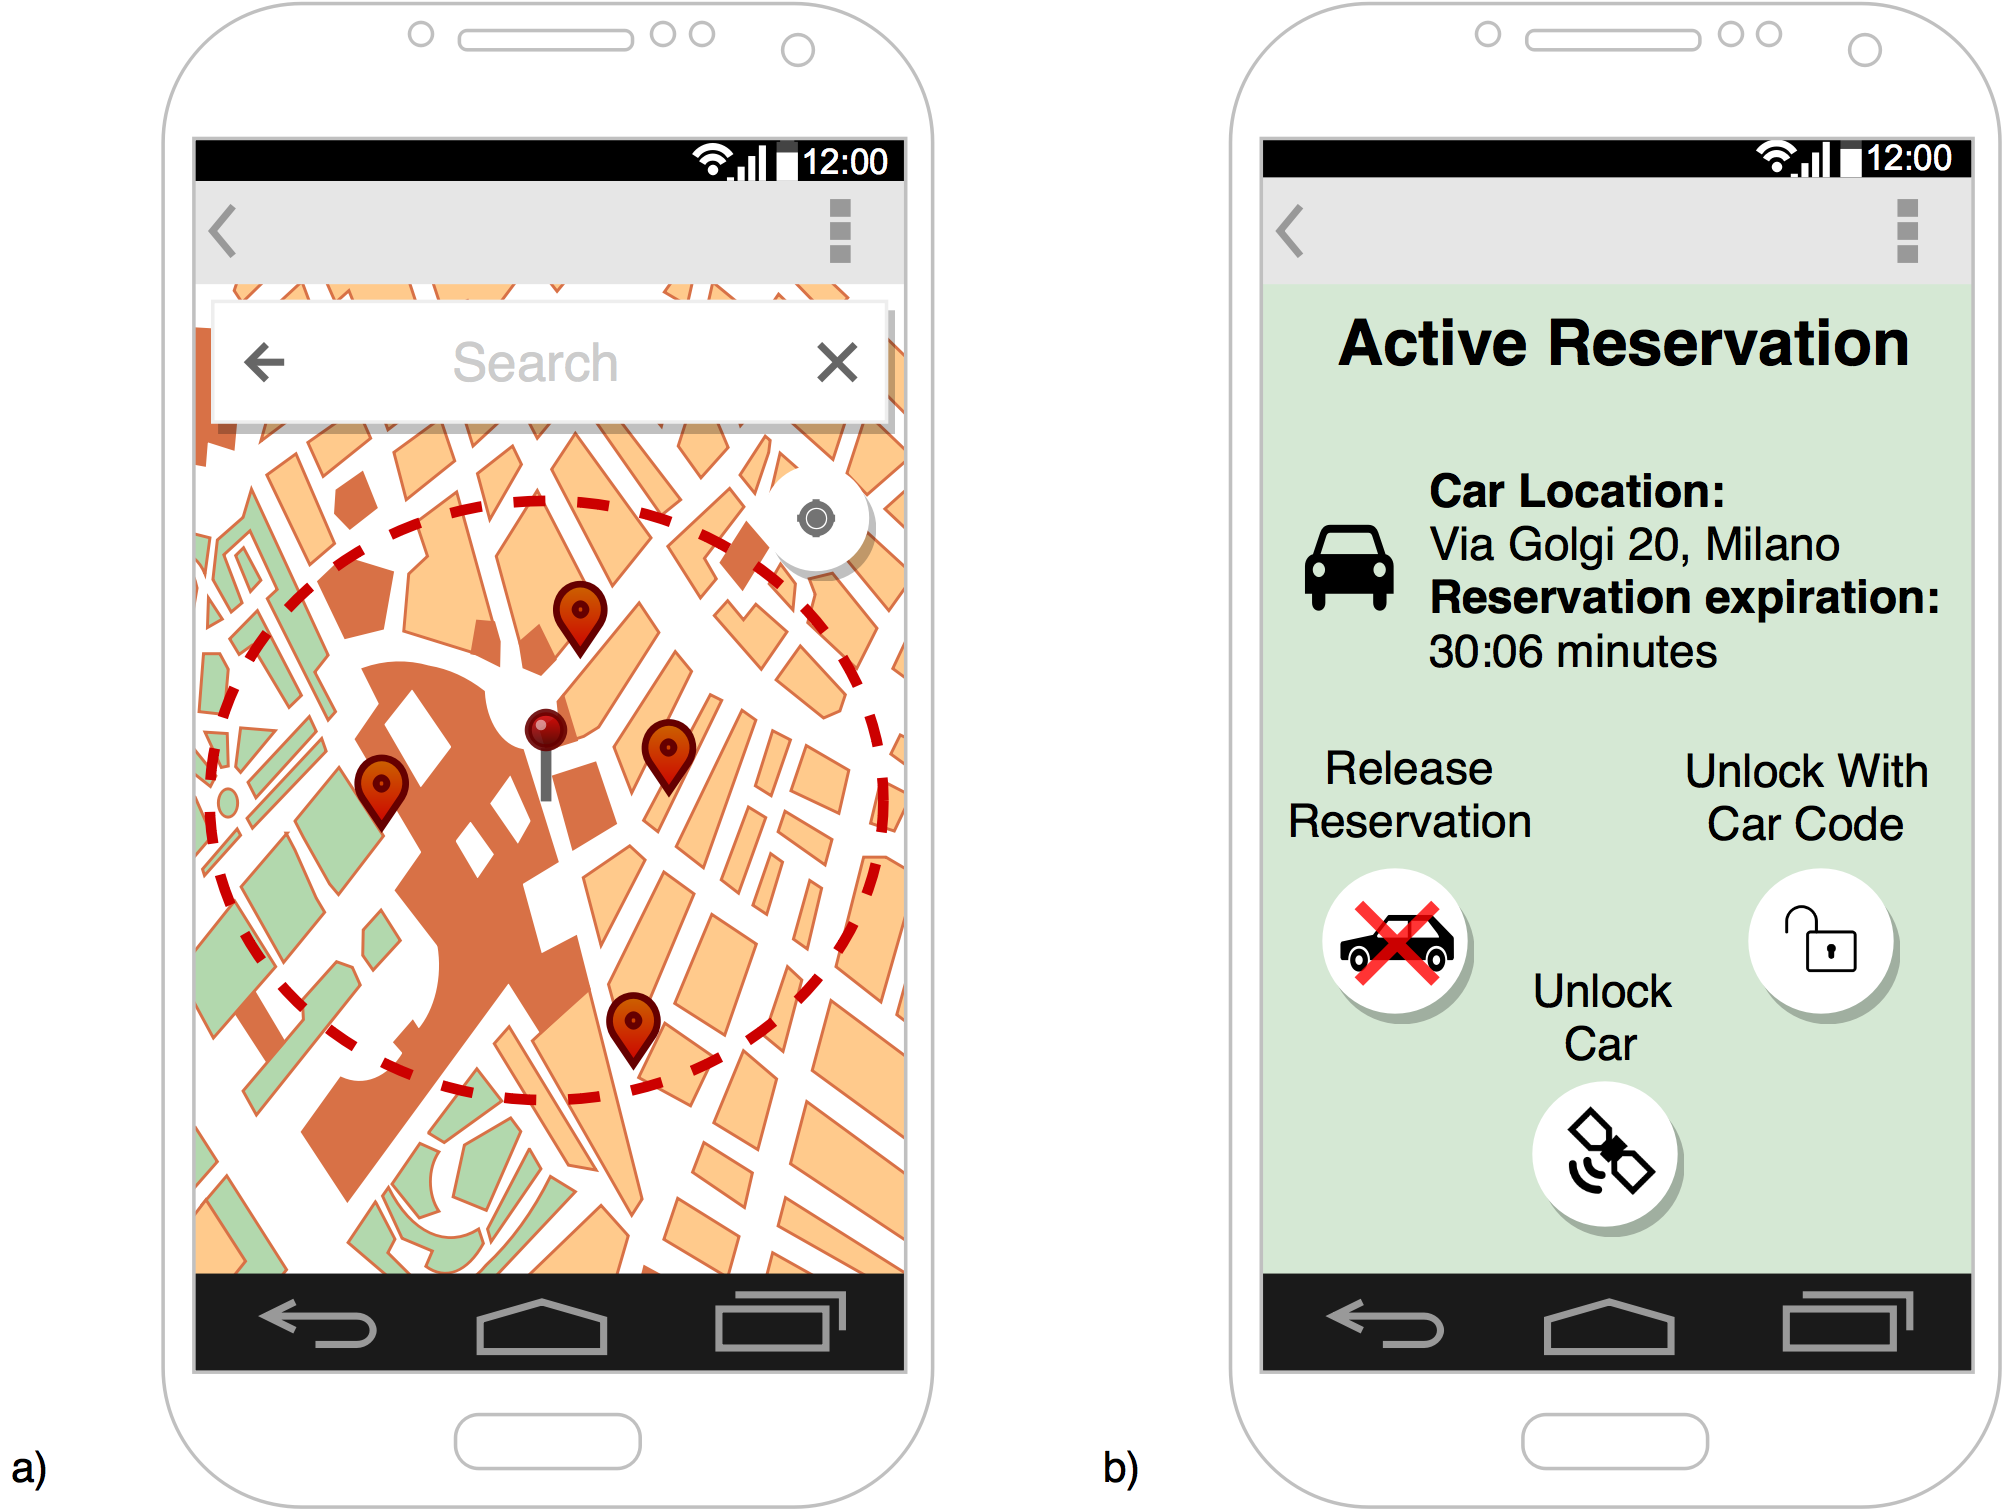 12:00
Search
a)
12:00
Active Reservation
Car Location:
Via Golgi 20, Milano
Reservation expiration:
30:06 minutes
Release
Reservation
Unlock With
Car Code
Unlock
Car
b)